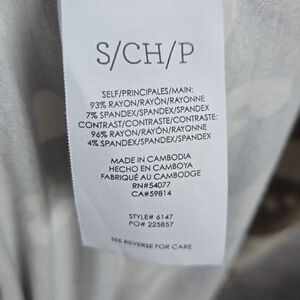 S/CH/P
SELF/PRINCIPALES/MAIN:
93% RAYON/RAYÓN/RAYONNE
7% SPANDEX/SPANDEX/SPANDEX
CONTRAST/CONTRASTE/CONTRASTE:
96% RAYON/RAYÓN/RAYONNE
4% SPANDEX/SPANDEX/SPANDEX
MADE IN CAMBODIA
HECHO EN CAMBOYA
FABRIQUÉ AU CAMBODGE
RN#54077
CA#59814
STYLE# 6147
PO# 225857
SEE REVERSE FOR CARE